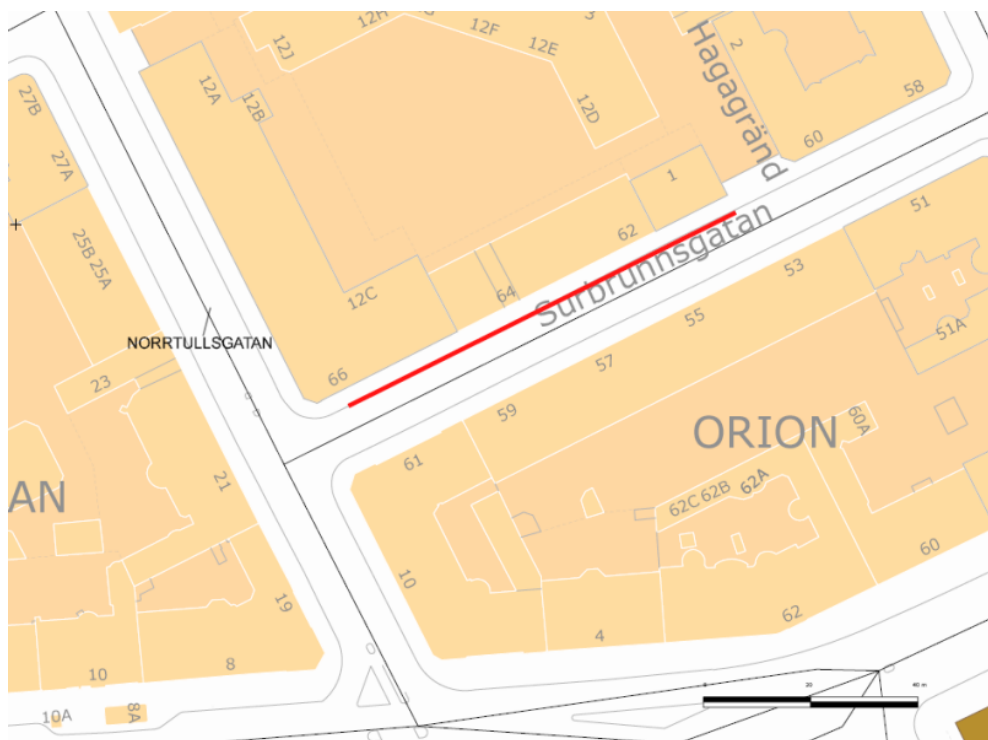 12H
12J
12F
12E
12D
12A
12B
Hagagränd
2
58
60
27B
27A
1
62
Surbrunnsgatan
51
25B 25A
64
12C
53
55
51A
NORRTULLSGATAN
66
57
23
59
ORION
60A
61
21
AN
62C 62B 62A
10
19
60
62
4
8
10
10A
8A
0 20 40 m